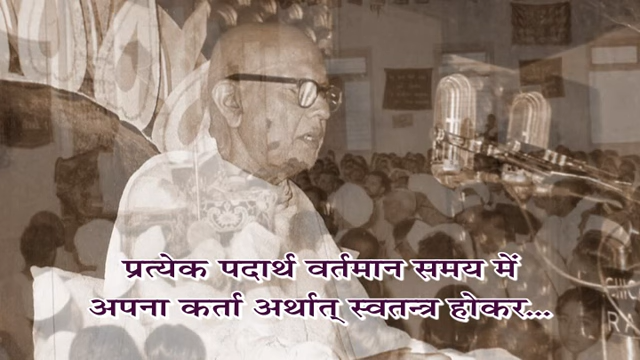 प्रत्येक पदार्थ वर्तमान समय में
अपना कर्ता अर्थात् स्वतन्त्र होकर...